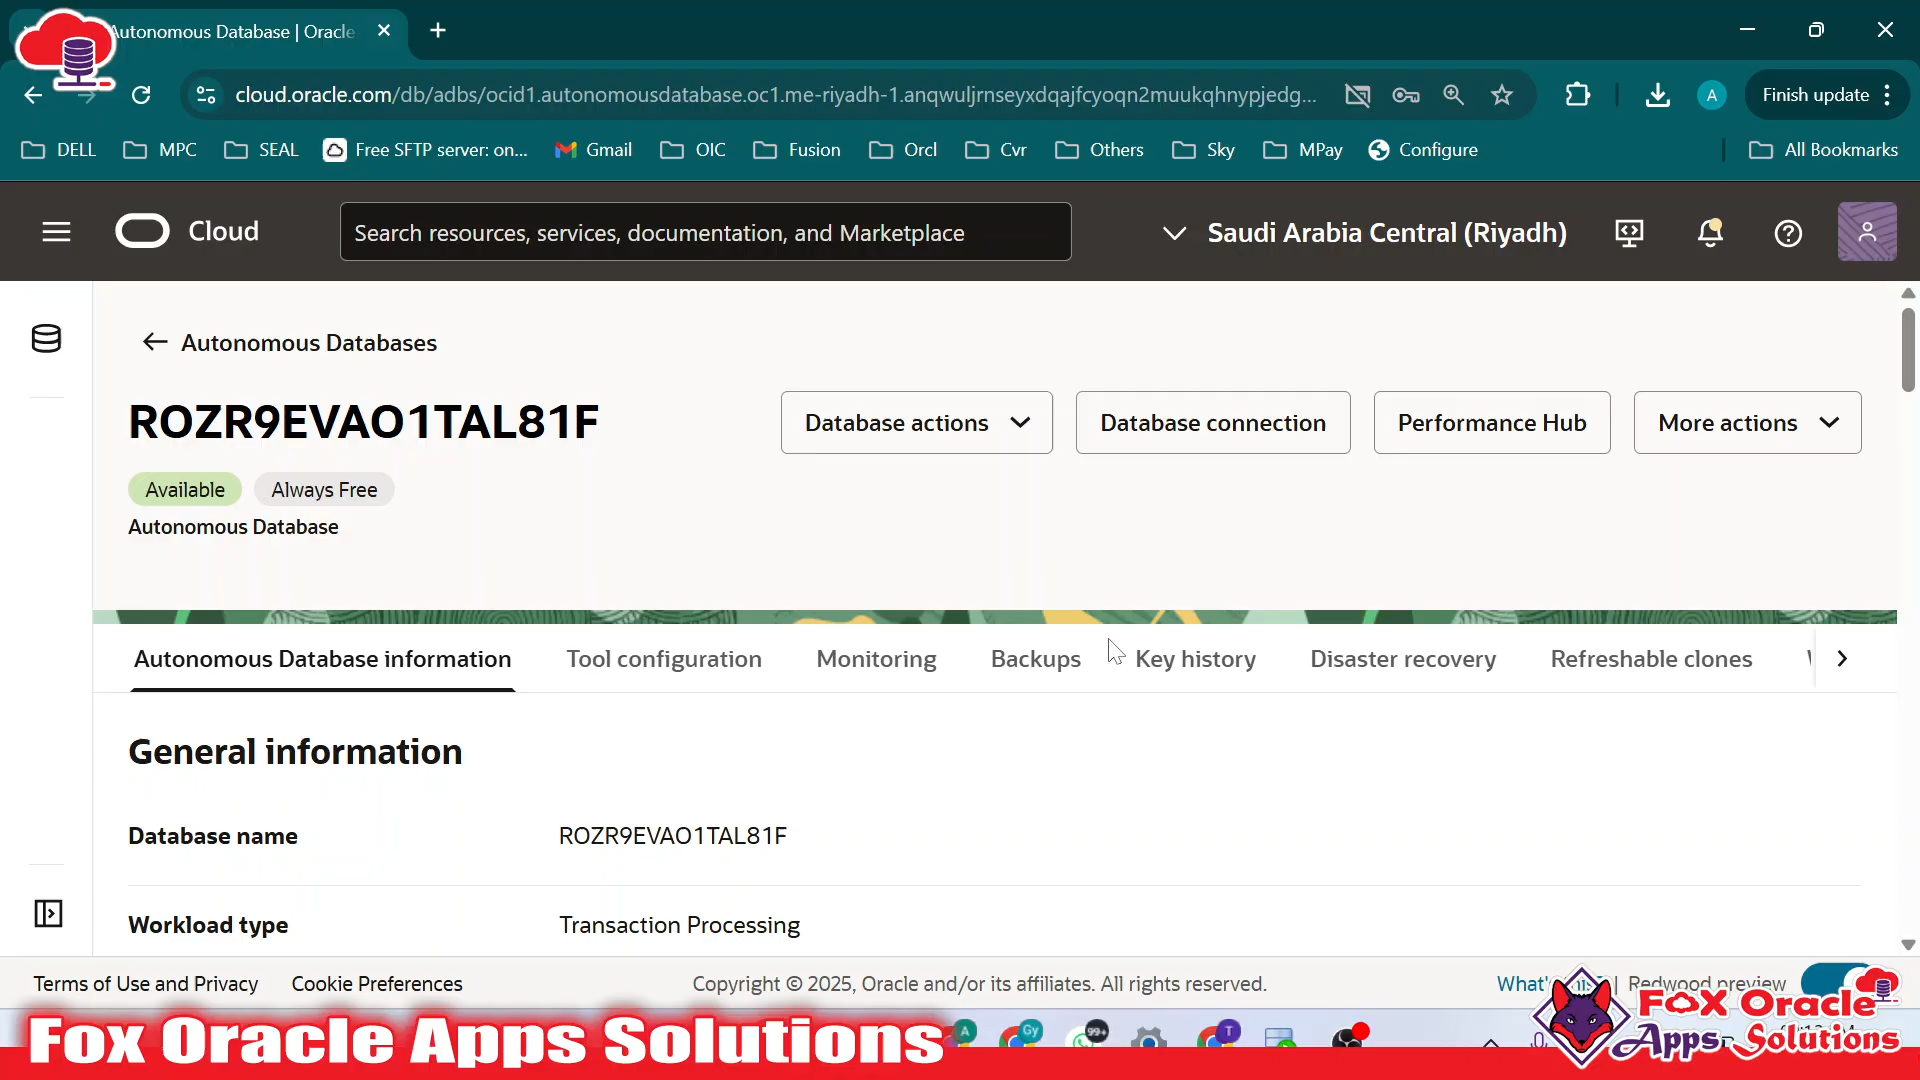 Autonomous Database | Oracle
cloud.oracle.com/db/adbs/ocid1.autonomousdatabase.oc1.me-riyadh-1.anqwuljrnseyxdqajfcyoqn2muukqhnypjedg...
A
Finish update
DELL
MPC
SEAL
Free SFTP server: on...
Gmail
OIC
Fusion
Orcl
Cvr
Others
Sky
MPay
Configure
All Bookmarks
Cloud
Search resources, services, documentation, and Marketplace
Saudi Arabia Central (Riyadh)
Autonomous Databases
ROZR9EVAO1TAL81F
Database actions
Database connection
Performance Hub
More actions
Available
Always Free
Autonomous Database
Autonomous Database information
Tool configuration
Monitoring
Backups
Key history
Disaster recovery
Refreshable clones
General information
Database name
ROZR9EVAO1TAL81F
Workload type
Transaction Processing
Terms of Use and Privacy
Cookie Preferences
Copyright © 2025, Oracle and/or its affiliates. All rights reserved.
What's
| Redwood preview
Fox Oracle Apps Solutions
A
Gy
99+
T
Fox Oracle
Apps Solutions